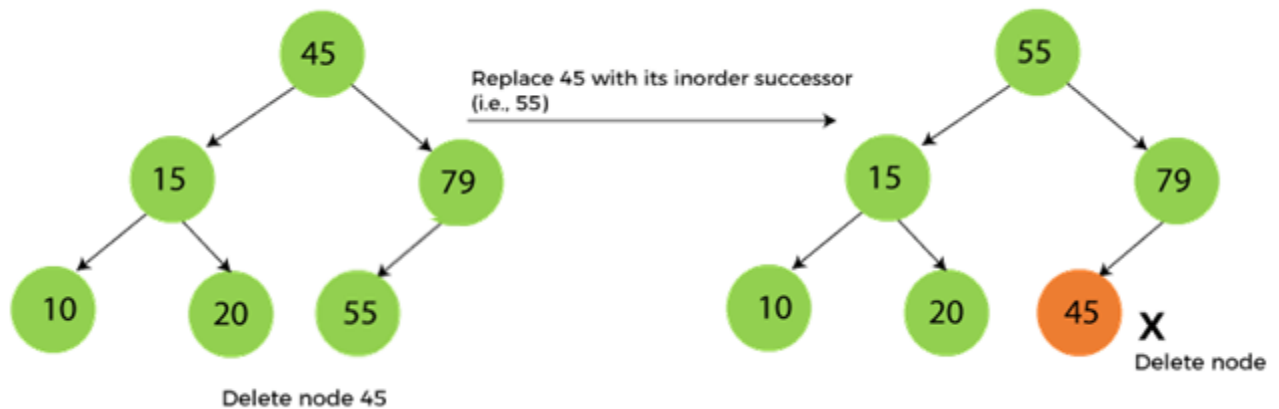 45
Replace 45 with its inorder successor
(i.e., 55)
15
79
10
20
55
Delete node 45
55
15
79
10
20
45
X
Delete node